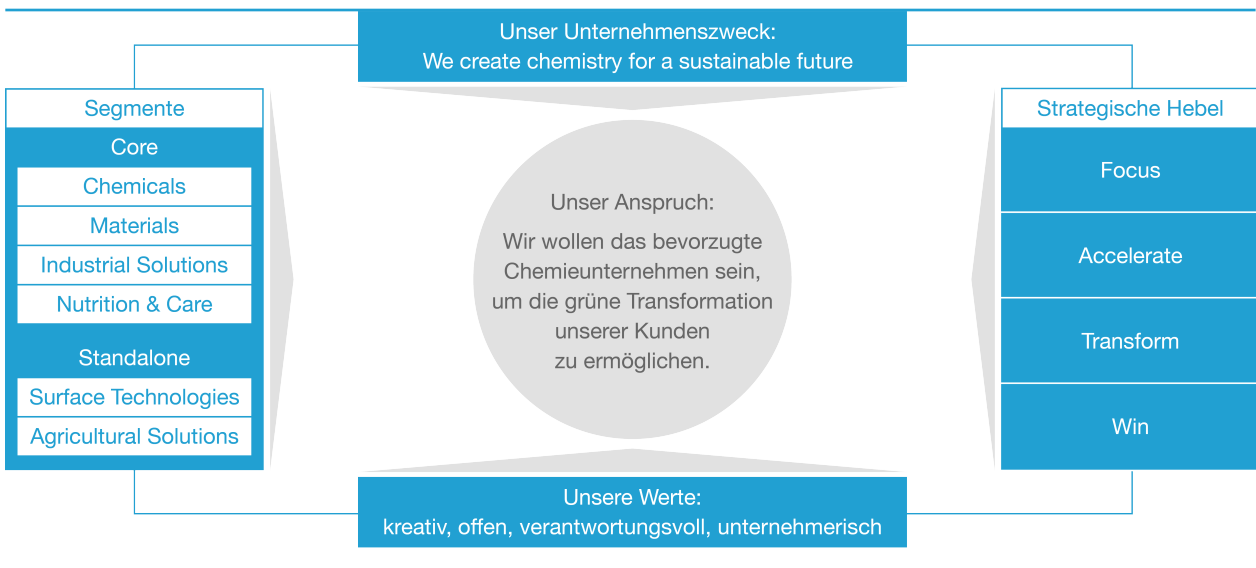 Unser Unternehmenszweck:
We create chemistry for a sustainable future
Segmente
Core
Chemicals
Materials
Industrial Solutions
Nutrition & Care
Standalone
Surface Technologies
Agricultural Solutions
Unser Anspruch:
Wir wollen das bevorzugte
Chemieunternehmen sein,
um die grüne Transformation
unserer Kunden
zu ermöglichen.
Strategische Hebel
Focus
Accelerate
Transform
Win
Unsere Werte:
kreativ, offen, verantwortungsvoll, unternehmerisch